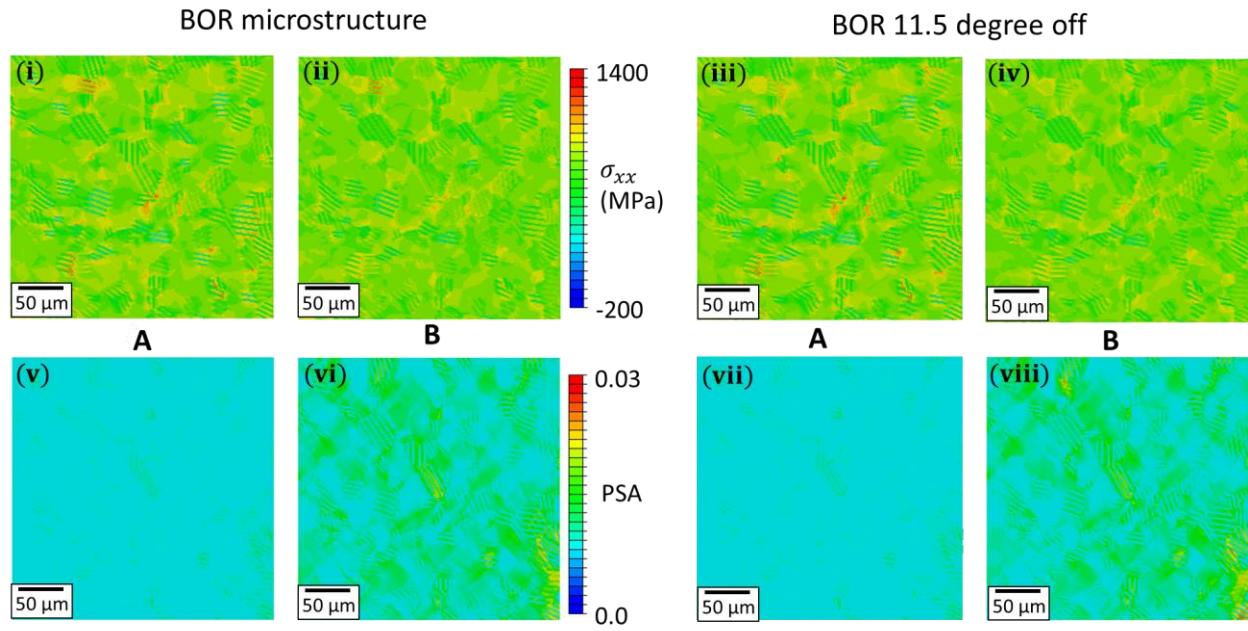 BOR microstructure
BOR 11.5 degree off
(i)
(ii)
1400
σxx
(MPa)
-200
(iii)
(iv)
50 μm
50 μm
50 μm
50 μm
A
B
A
B
(v)
(vi)
0.03
PSA
0.0
(vii)
(viii)
50 μm
50 μm
50 μm
50 μm